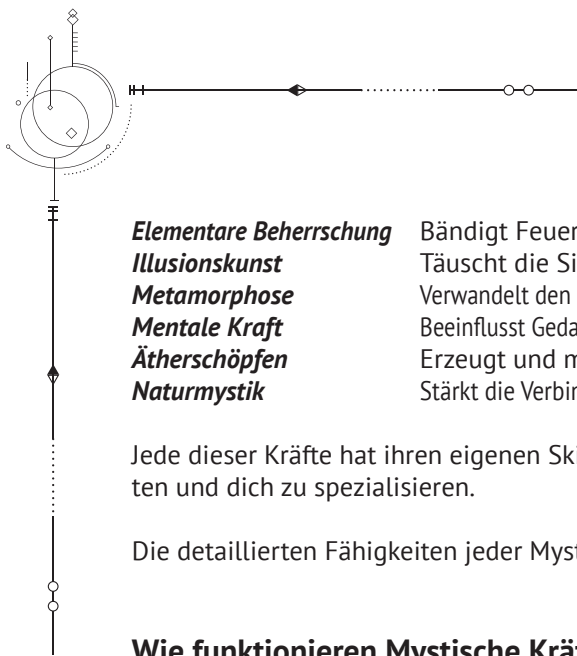 Elementare Beherrschung Bändigt Feuer
Illusionskunst Täuscht die Si
Metamorphose Verwandelt den
Mentale Kraft Beeinflusst Geda
Ätherschöpfen Erzeugt und m
Naturmystik Stärkt die Verbin
Jede dieser Kräfte hat ihren eigenen Ski
ten und dich zu spezialisieren.
Die detaillierten Fähigkeiten jeder Myst
Wie funktionieren Mystische Kräf